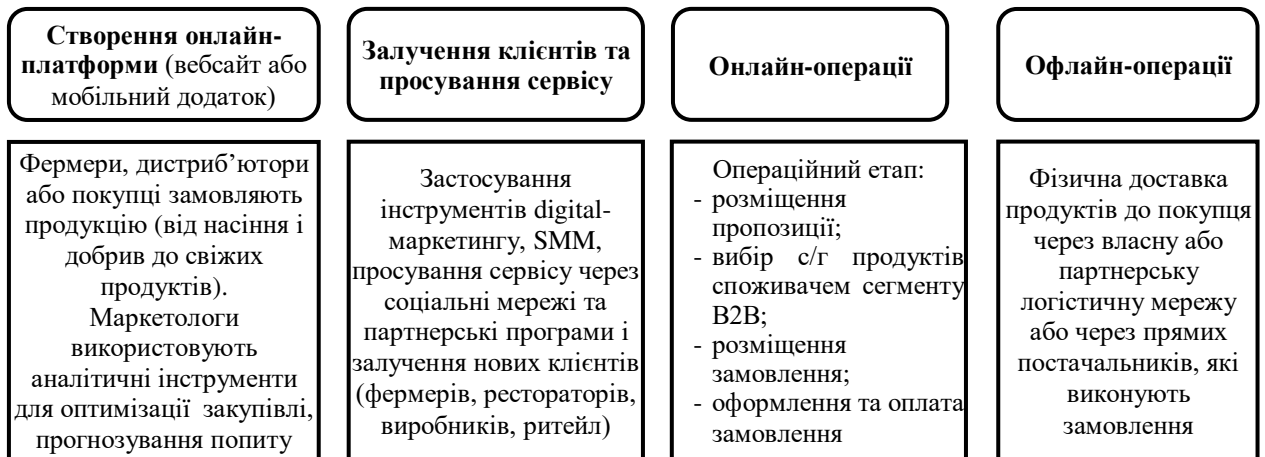 Створення онлайн-
платформи (вебсайт або
мобільний додаток)
Фермери, дистриб’ютори
або покупці замовляють
продукцію (від насіння і
добрив до свіжих
продуктів).
Маркетологи
використовують
аналітичні інструменти
для оптимізації закупівлі,
прогнозування попиту
Залучення клієнтів та
просування сервісу
Застосування
інструментів digital-
маркетингу, SMM,
просування сервісу через
соціальні мережі та
партнерські програми і
залучення нових клієнтів
(фермерів, рестораторів,
виробників, ритейл)
Онлайн-операції
Операційний етап:
- розміщення
пропозиції;
- вибір с/г продуктів
споживачем сегменту
B2B;
- розміщення
замовлення;
- оформлення та оплата
замовлення
Офлайн-операції
Фізична доставка
продуктів до покупця
через власну або
партнерську
логістичну мережу
або через прямих
постачальників, які
виконують
замовлення